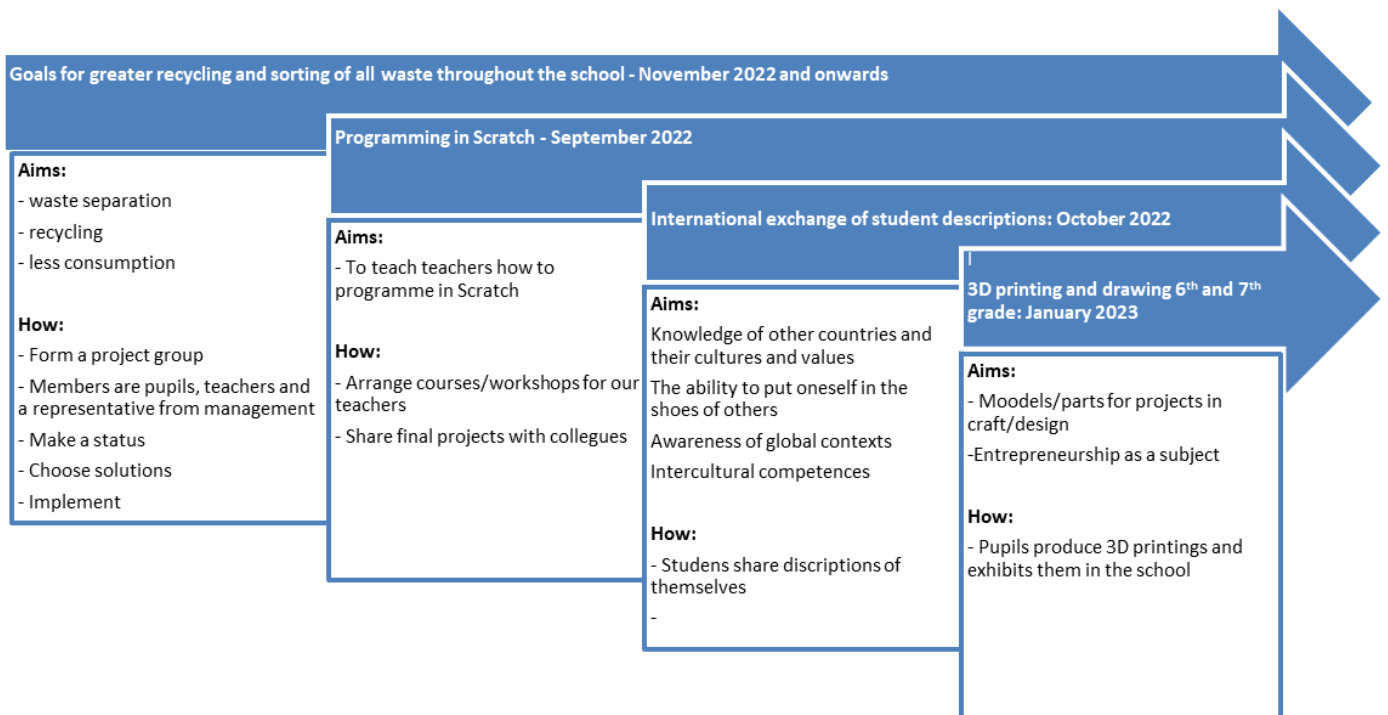 Goals for greater recycling and sorting of all waste throughout the school - November 2022 and onwards
Aims:
- waste separation
- recycling
- less consumption
How:
- Form a project group
- Members are pupils, teachers and
a representative from management
- Make a status
- Choose solutions
- Implement
Programming in Scratch - September 2022
Aims:
- To teach teachers how to
programme in Scratch
How:
- Arrange courses/workshops for our
teachers
- Share final projects with collegues
International exchange of student descriptions: October 2022
Aims:
Knowledge of other countries and
their cultures and values
The ability to put oneself in the
shoes of others
Awareness of global contexts
Intercultural competences
How:
- Studens share discriptions of
themselves
-
3D printing and drawing 6th and 7th
grade: January 2023
Aims:
- Moodels/parts for projects in
craft/design
-Entrepreneurship as a subject
How:
- Pupils produce 3D printings and
exhibits them in the school